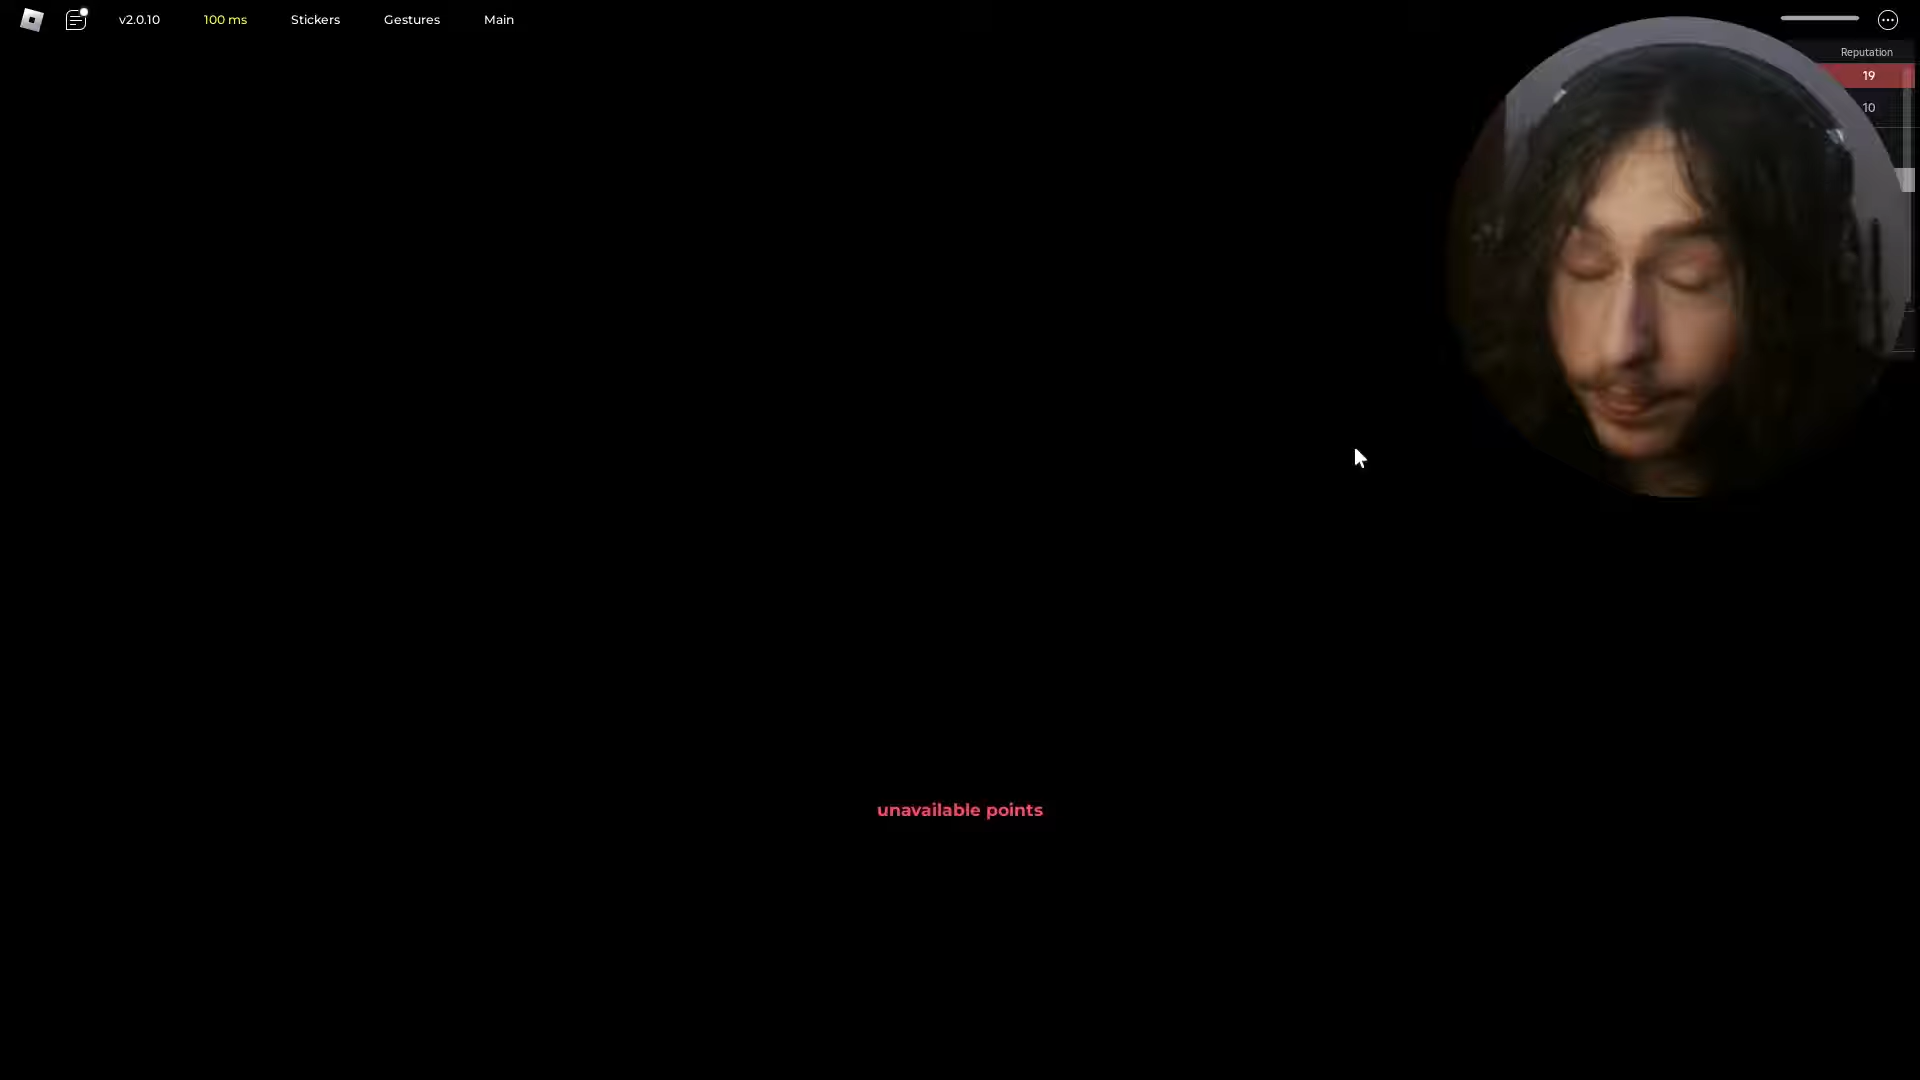 v2.0.10 100 ms Stickers Gestures Main
Reputation
19
10
unavailable points